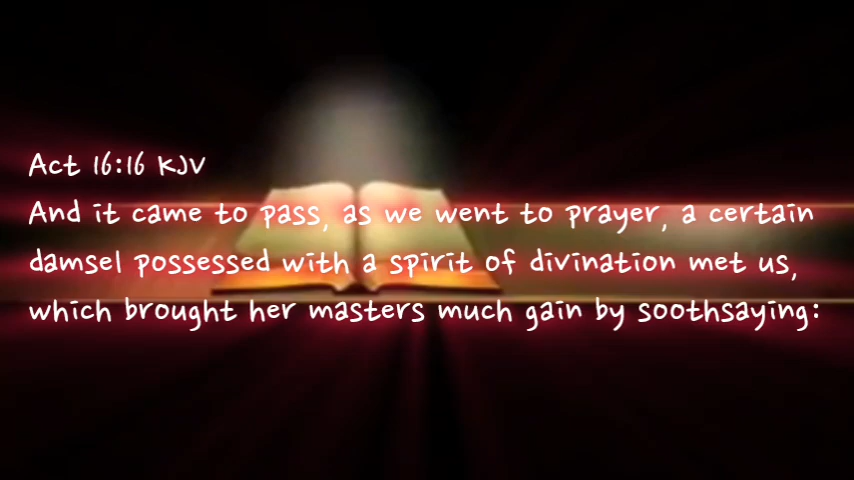 Act 16:16 KJV
And it came to pass, as we went to prayer, a certain
damsel possessed with a spirit of divination met us,
which brought her masters much gain by soothsaying: